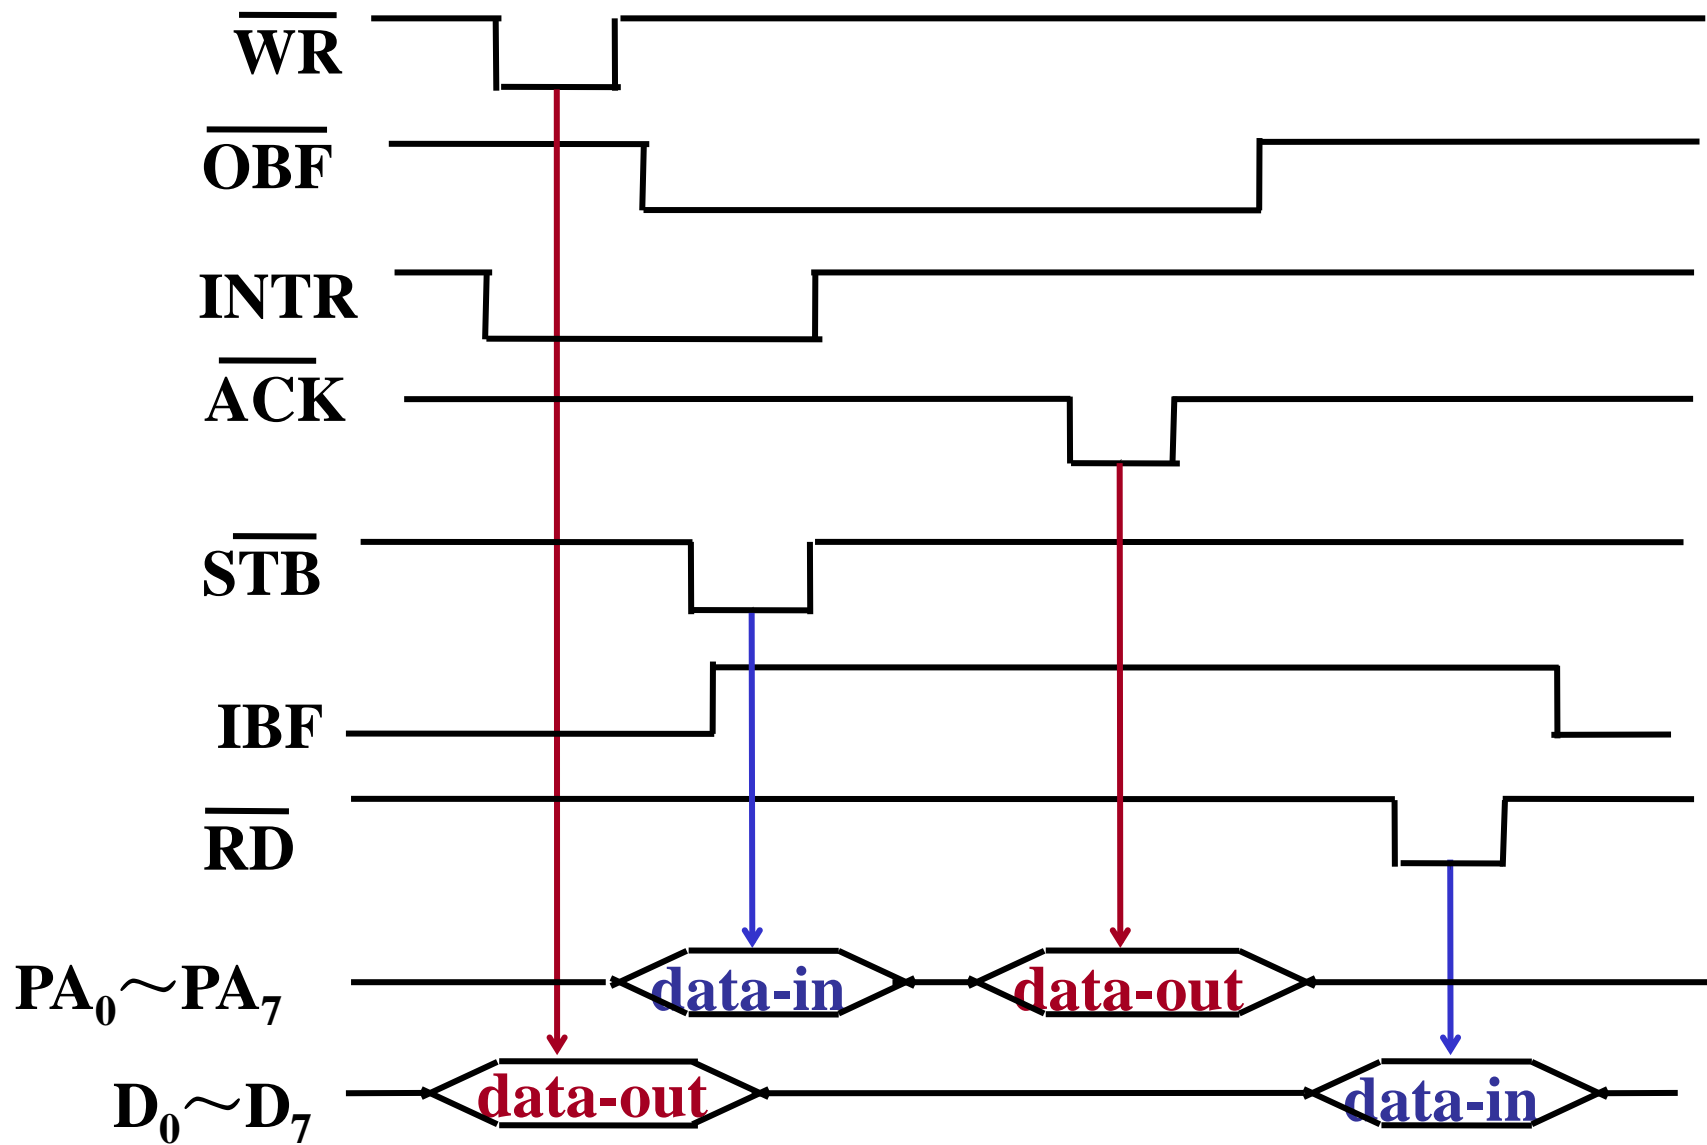 WR
OBF
INTR
ACK
STB
IBF
RD
PA₀～PA₇ data-in data-out
D₀～D₇ data-out data-in